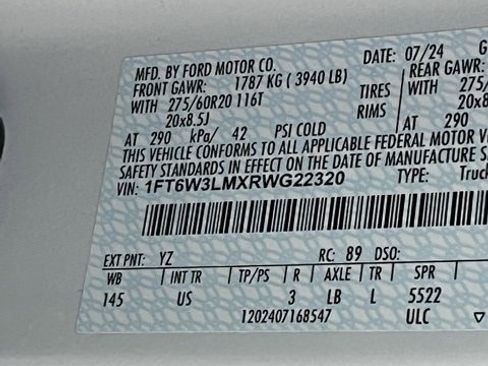 MFD. BY FORD MOTOR CO.
DATE: 07/24
FRONT GAWR: 1787 KG ( 3940 LB)
REAR GAWR:
WITH 275/60R20 116T
TIRES
WITH 275/
20x8.5J
RIMS
20x8.
AT 290 kPa/ 42 PSI COLD
AT 290
THIS VEHICLE CONFORMS TO ALL APPLICABLE FEDERAL MOTOR
SAFETY STANDARDS IN EFFECT ON THE DATE OF MANUFACTURE
VIN: 1FT6W3LMXRWG22320
TYPE: Truc
EXT PNT: YZ
RC: 89 DSO:
WB INT TR TP/PS R AXLE TR SPR
145 US 3 LB L 5522
1202407168547 ULC